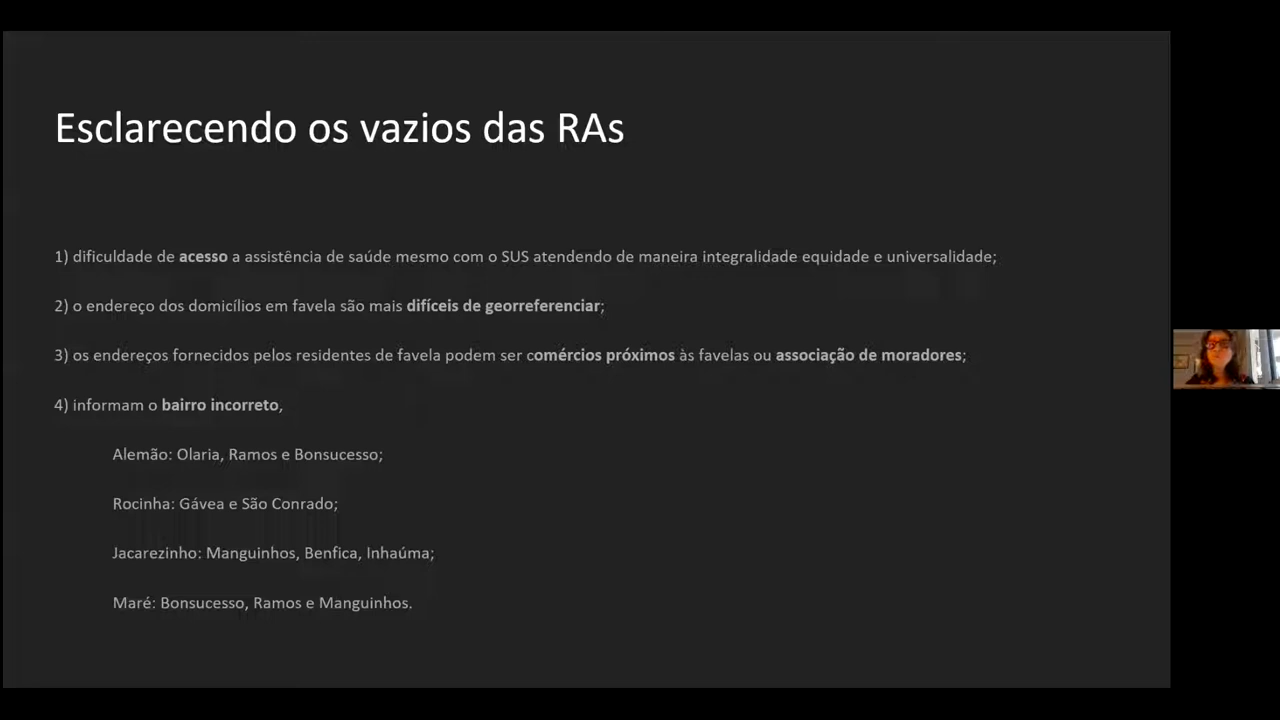 Esclarecendo os vazios das RAs
1) dificuldade de acesso a assistência de saúde mesmo com o SUS atendendo de maneira integralidade equidade e universalidade;
2) o endereço dos domicílios em favela são mais difíceis de georreferenciar;
3) os endereços fornecidos pelos residentes de favela podem ser comércios próximos às favelas ou associação de moradores;
4) informam o bairro incorreto,
Alemão: Olaria, Ramos e Bonsucesso;
Rocinha: Gávea e São Conrado;
Jacarezinho: Manguinhos, Benfica, Inhaúma;
Maré: Bonsucesso, Ramos e Manguinhos.